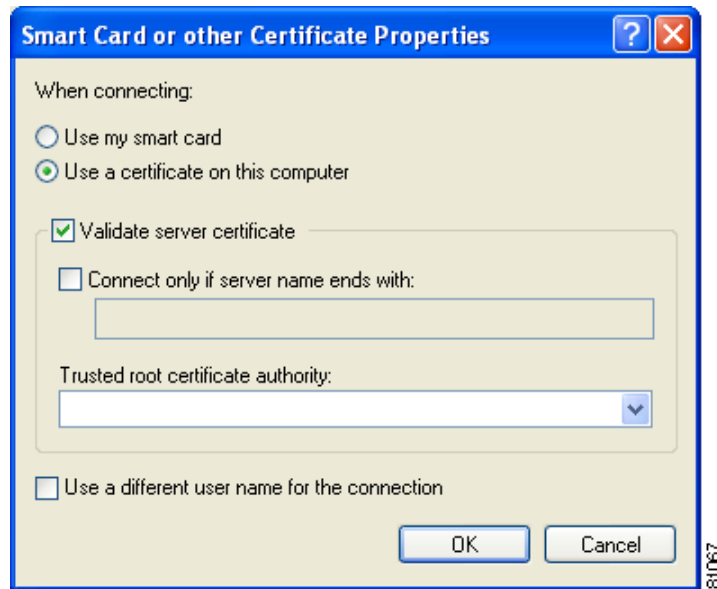 Smart Card or other Certificate Properties
When connecting:
Use my smart card
Use a certificate on this computer
Validate server certificate
Connect only if server name ends with:
Trusted root certificate authority:
Use a different user name for the connection
OK Cancel
81067